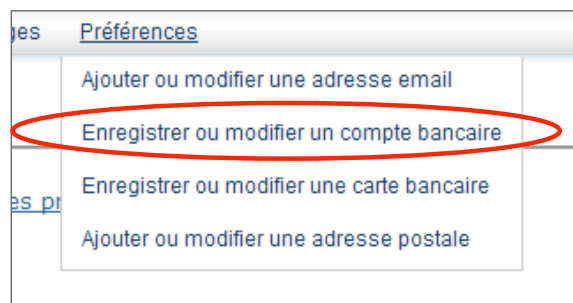 ges Préférences
Ajouter ou modifier une adresse email
Enregistrer ou modifier un compte bancaire
Enregistrer ou modifier une carte bancaire
es pr
Ajouter ou modifier une adresse postale